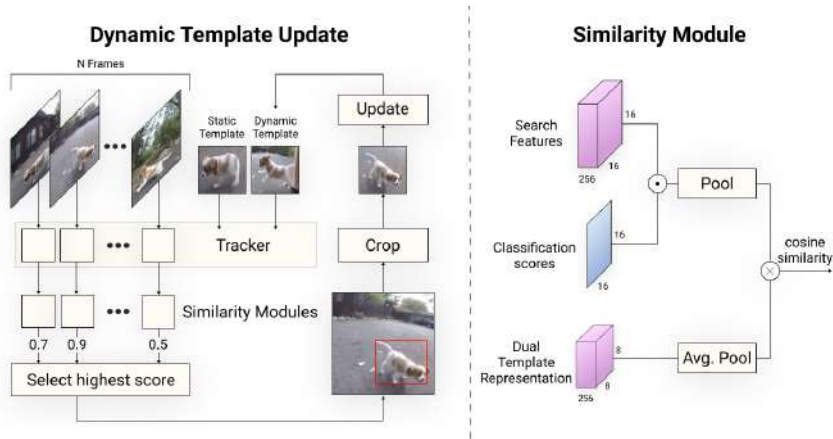 Dynamic Template Update
N Frames
Static
Template
Dynamic
Template
Update
Tracker
Crop
Similarity Modules
0.7
0.9
0.5
Select highest score
Similarity Module
Search
Features
16
16
256
Pool
Classification
scores
16
16
cosine
similarity
Dual
Template
Representation
8
8
256
Avg. Pool